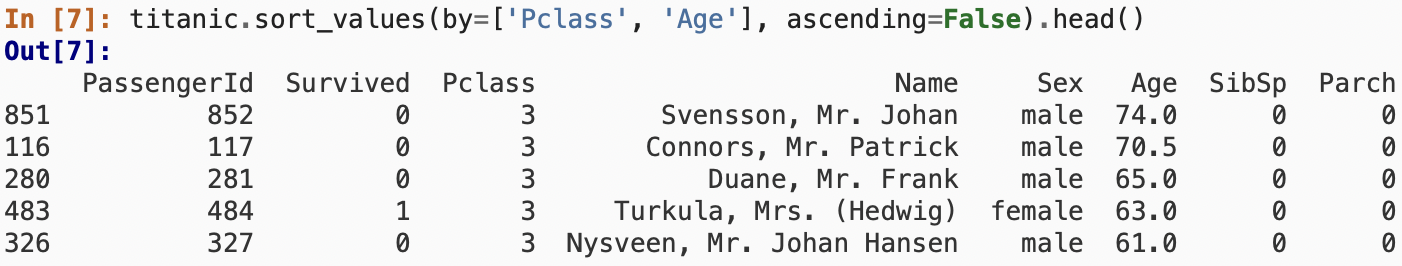 In [7]: titanic.sort_values(by=['Pclass', 'Age'], ascending=False).head()
Out[7]:
     PassengerId  Survived  Pclass                       Name     Sex   Age  SibSp  Parch
851          852         0       3        Svensson, Mr. Johan    male  74.0      0      0
116          117         0       3       Connors, Mr. Patrick    male  70.5      0      0
280          281         0       3           Duane, Mr. Frank    male  65.0      0      0
483          484         1       3     Turkula, Mrs. (Hedwig)  female  63.0      0      0
326          327         0       3  Nysveen, Mr. Johan Hansen    male  61.0      0      0